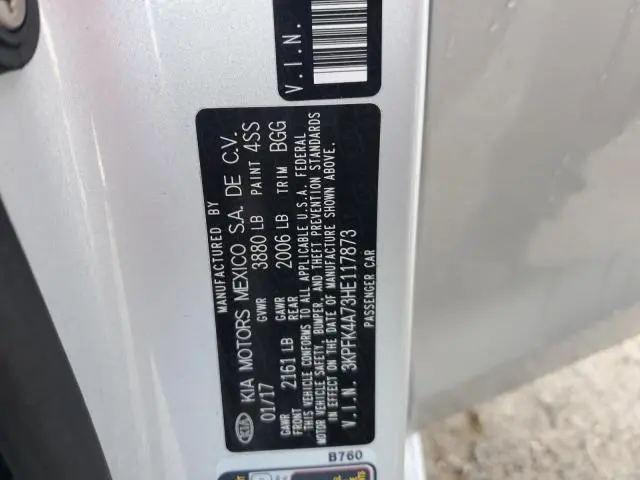 V.I.N.
MANUFACTURED BY
KIA KIA MOTORS MEXICO S.A. DE C.V.
01/17 GVWR 3880 LB PAINT 4SS
GAWR FRONT 2161 LB GAWR REAR 2006 LB TRIM BGG
THIS VEHICLE CONFORMS TO ALL APPLICABLE U.S.A. FEDERAL
MOTOR VEHICLE SAFETY, BUMPER, AND THEFT PREVENTION STANDARDS
IN EFFECT ON THE DATE OF MANUFACTURE SHOWN ABOVE.
V.I.N. 3KPFK4A73HE117873
PASSENGER CAR
B760